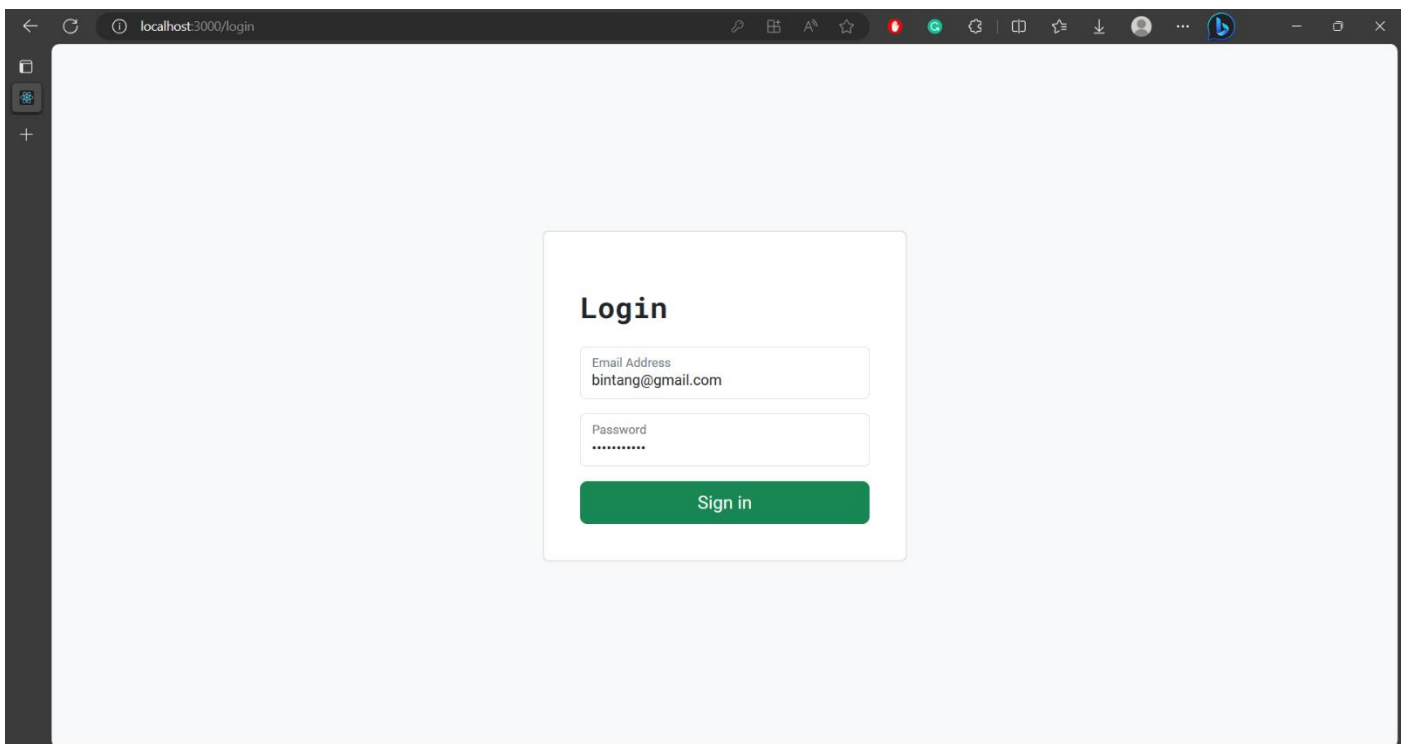 localhost:3000/login
Login
Email Address
bintang@gmail.com
Password
•••••••••••
Sign in